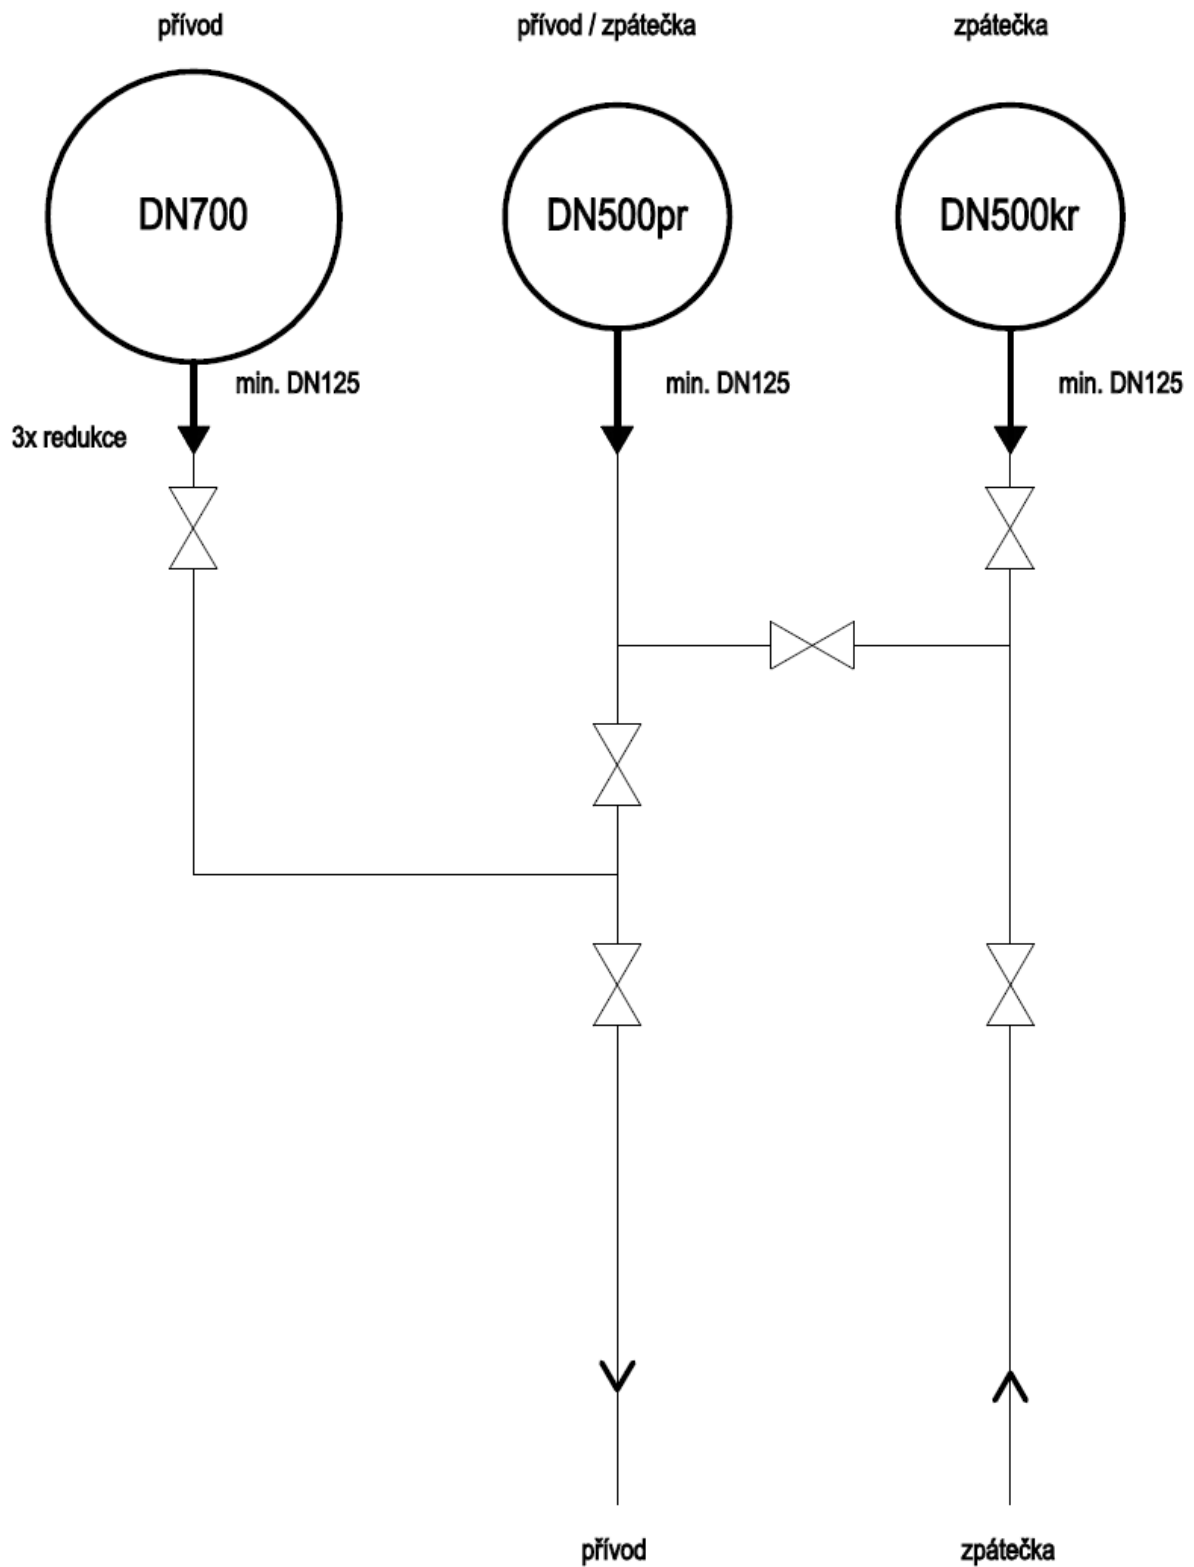 přívod
přívod / zpátečka
zpátečka
DN700
DN500pr
DN500kr
min. DN125
min. DN125
min. DN125
3x redukce
přívod
zpátečka